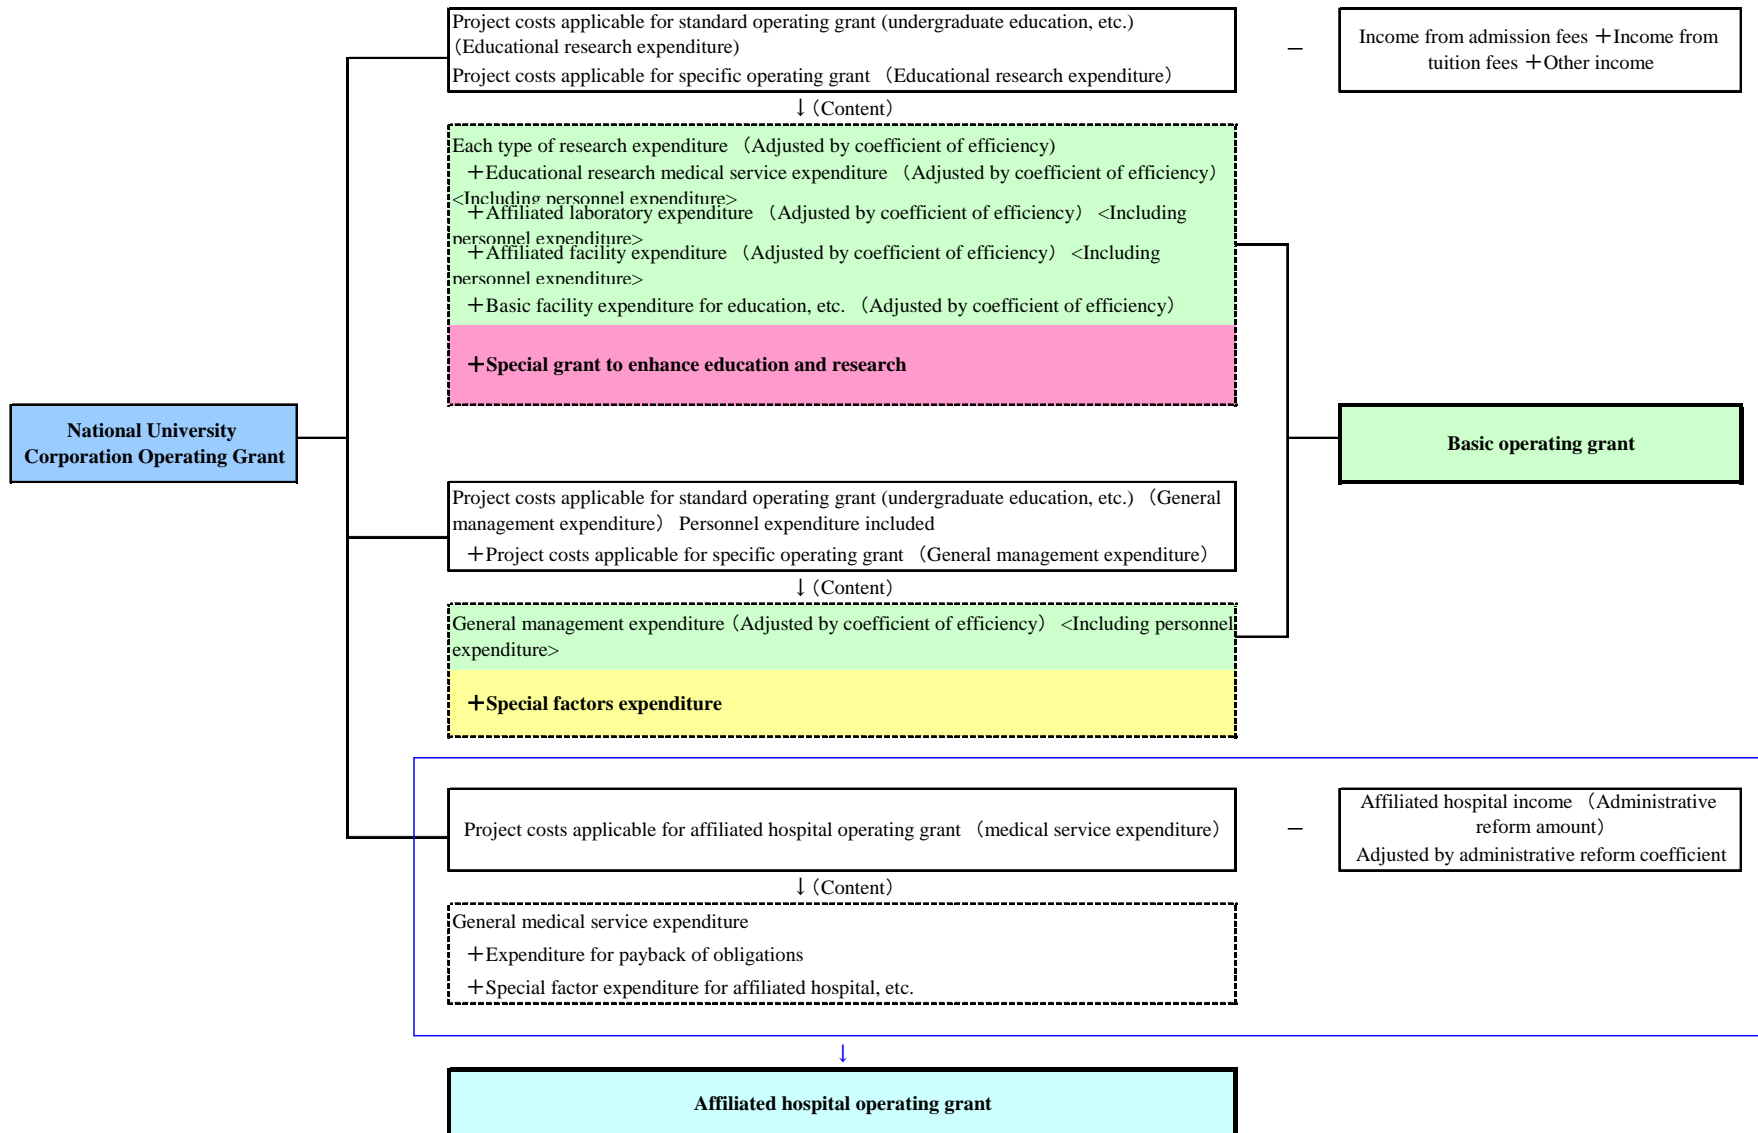 Project costs applicable for standard operating grant (undergraduate education, etc.)
（Educational research expenditure)
Project costs applicable for specific operating grant （Educational research expenditure）
－
Income from admission fees ＋Income from
tuition fees ＋Other income
↓（Content）
Each type of research expenditure （Adjusted by coefficient of efficiency)
＋Educational research medical service expenditure （Adjusted by coefficient of efficiency）
<Including personnel expenditure>
＋Affiliated laboratory expenditure （Adjusted by coefficient of efficiency） <Including
personnel expenditure>
＋Affiliated facility expenditure （Adjusted by coefficient of efficiency） <Including
personnel expenditure>
＋Basic facility expenditure for education, etc. （Adjusted by coefficient of efficiency）
＋Special grant to enhance education and research
National University
Corporation Operating Grant
Basic operating grant
Project costs applicable for standard operating grant (undergraduate education, etc.) （General
management expenditure） Personnel expenditure included
＋Project costs applicable for specific operating grant （General management expenditure）
↓（Content）
General management expenditure（Adjusted by coefficient of efficiency） <Including personnel
expenditure>
＋Special factors expenditure
Project costs applicable for affiliated hospital operating grant （medical service expenditure）
－
Affiliated hospital income （Administrative
reform amount）
Adjusted by administrative reform coefficient
↓（Content）
General medical service expenditure
＋Expenditure for payback of obligations
＋Special factor expenditure for affiliated hospital, etc.
↓
Affiliated hospital operating grant